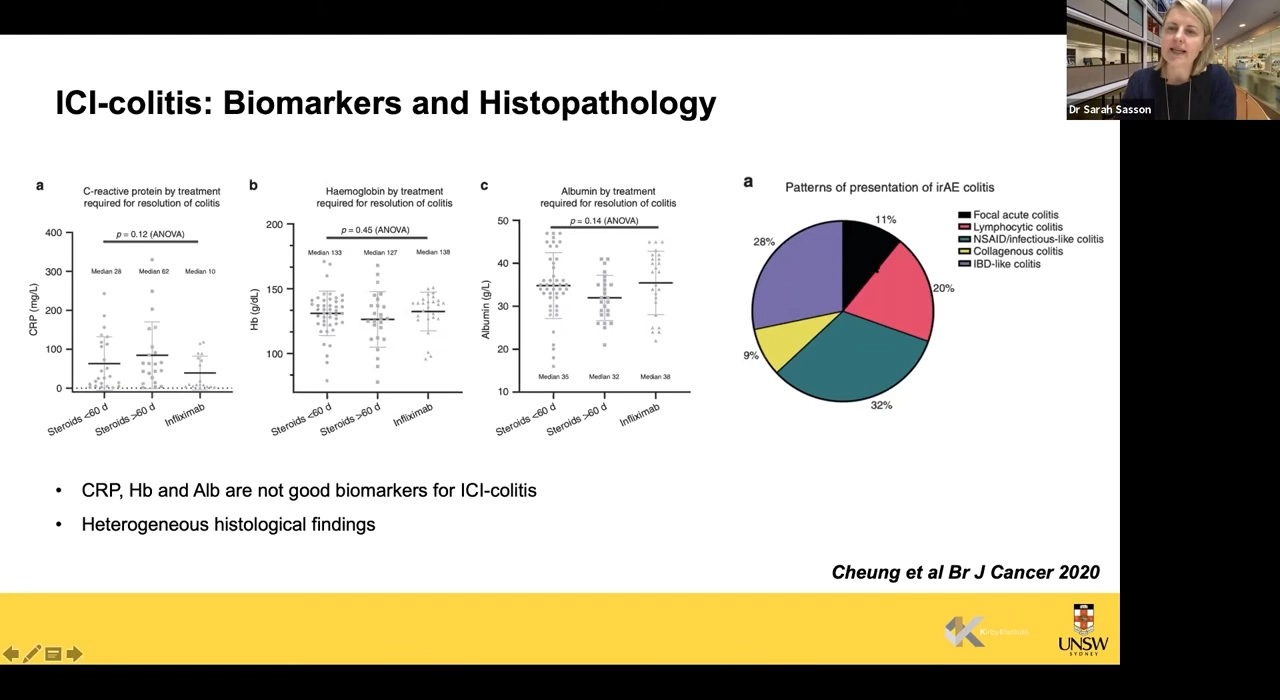 Dr Sarah Sasson
ICI-colitis: Biomarkers and Histopathology
a
C-reactive protein by treatment
required for resolution of colitis
p = 0.12 (ANOVA)
Median 28
Median 62
Median 10
CRP (mg/L)
400
300
200
100
0
Steroids <60 d
Steroids >60 d
Infliximab
b
Haemoglobin by treatment
required for resolution of colitis
p = 0.45 (ANOVA)
Median 133
Median 127
Median 138
Hb (g/dL)
200
150
100
Steroids <60 d
Steroids >60 d
Infliximab
c
Albumin by treatment
required for resolution of colitis
p = 0.14 (ANOVA)
Albumin (g/L)
50
40
30
20
10
Median 35
Median 32
Median 38
Steroids <60 d
Steroids >60 d
Infliximab
a
Patterns of presentation of irAE colitis
11%
20%
32%
9%
28%
Focal acute colitis
Lymphocytic colitis
NSAID/infectious-like colitis
Collagenous colitis
IBD-like colitis
• CRP, Hb and Alb are not good biomarkers for ICI-colitis
• Heterogeneous histological findings
Cheung et al Br J Cancer 2020
Kirby Institute
UNSW
SYDNEY